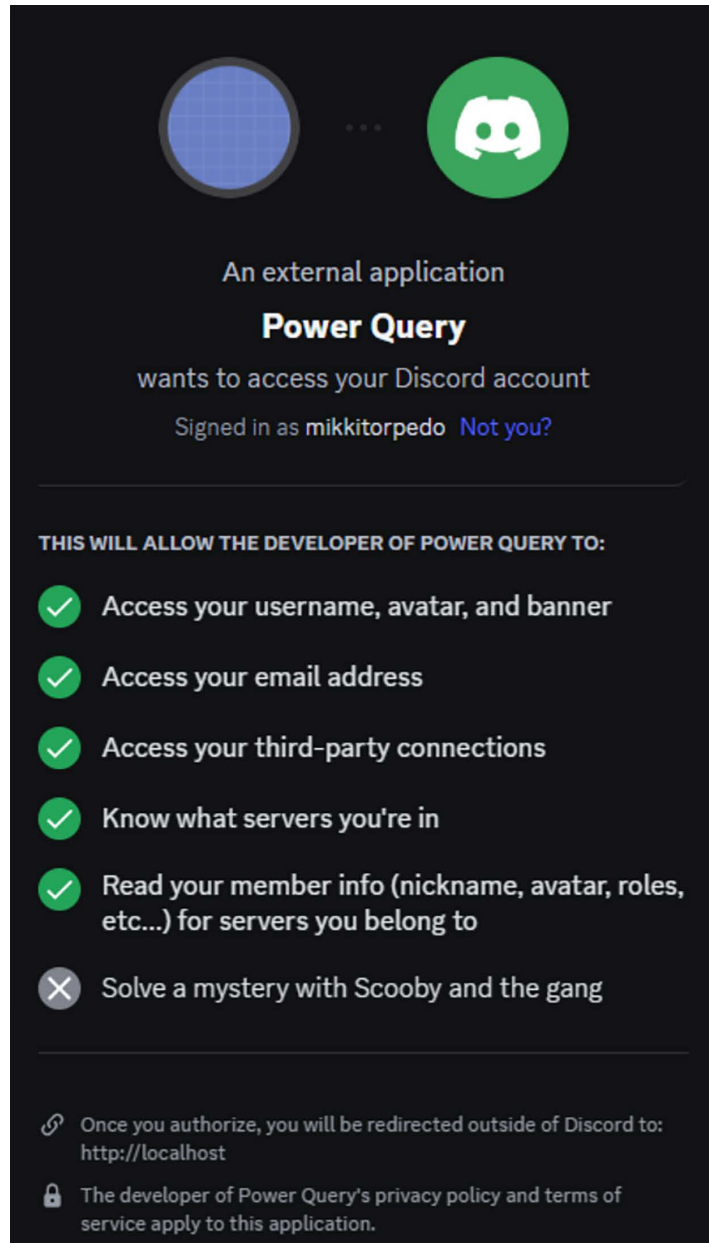 An external application
Power Query
wants to access your Discord account
Signed in as mikkitorpedo Not you?
THIS WILL ALLOW THE DEVELOPER OF POWER QUERY TO:
Access your username, avatar, and banner
Access your email address
Access your third-party connections
Know what servers you're in
Read your member info (nickname, avatar, roles,
etc...) for servers you belong to
Solve a mystery with Scooby and the gang
Once you authorize, you will be redirected outside of Discord to:
http://localhost
The developer of Power Query's privacy policy and terms of
service apply to this application.